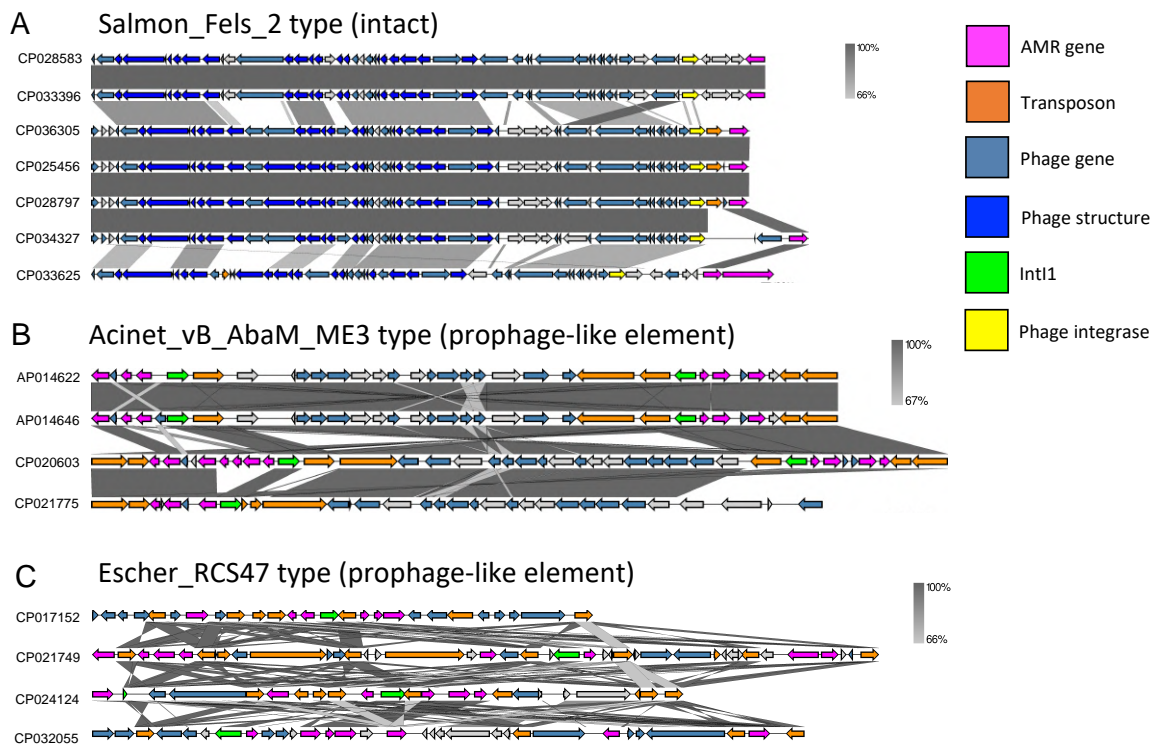 A
Salmon_Fels_2 type (intact)
CP028583
CP033396
CP036305
CP025456
CP028797
CP034327
CP033625
100%
66%
AMR gene
Transposon
Phage gene
Phage structure
IntI1
Phage integrase
B
Acinet_vB_AbaM_ME3 type (prophage-like element)
AP014622
AP014646
CP020603
CP021775
100%
67%
C
Escher_RCS47 type (prophage-like element)
CP017152
CP021749
CP024124
CP032055
100%
66%